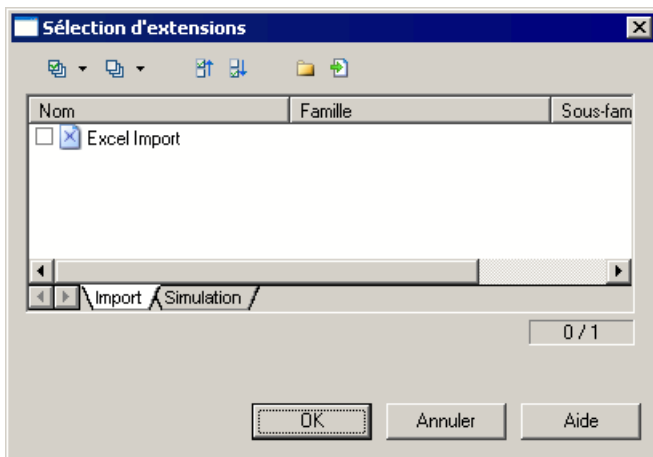 Sélection d'extensions
Nom Famille Sous-fam
Excel Import
Import Simulation
0 / 1
OK Annuler Aide